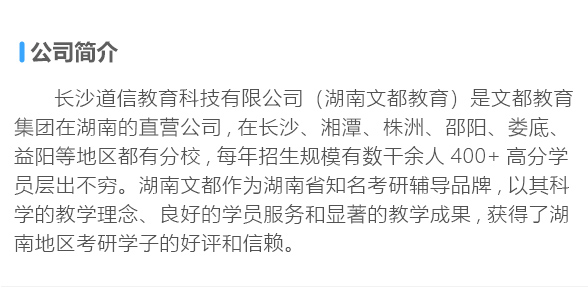 公司简介
长沙道信教育科技有限公司（湖南文都教育）是文都教育
集团在湖南的直营公司，在长沙、湘潭、株洲、邵阳、娄底、
益阳等地区都有分校，每年招生规模有数千余人 400+ 高分学
员层出不穷。湖南文都作为湖南省知名考研辅导品牌，以其科
学的教学理念、良好的学员服务和显著的教学成果，获得了湖
南地区考研学子的好评和信赖。